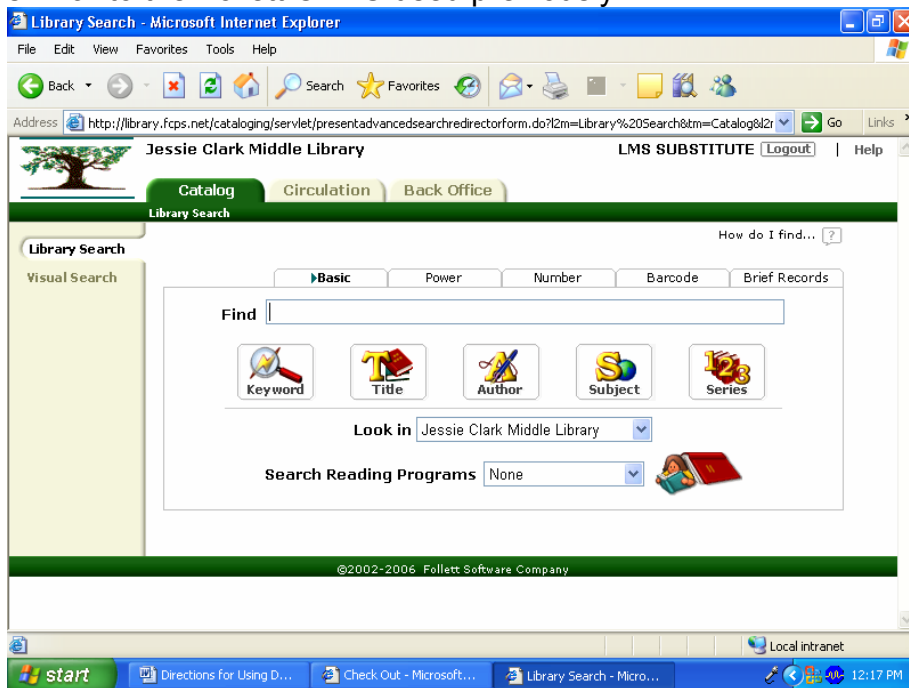 Library Search - Microsoft Internet Explorer
File Edit View Favorites Tools Help
Back Search Favorites
Address http://library.fcps.net/cataloging/servlet/presentadvancedsearchredirectorform.do?l2m=Library%20Search&tm=Catalog&l2r Go Links
Jessie Clark Middle Library LMS SUBSTITUTE Logout | Help
Catalog Circulation Back Office
Library Search
How do I find... ?
Library Search
Visual Search
Basic Power Number Barcode Brief Records
Find
Keyword Title Author Subject Series
Look in Jessie Clark Middle Library
Search Reading Programs None
©2002-2006 Follett Software Company
Local intranet
start Directions for Using D... Check Out - Microsoft... Library Search - Micro... 12:17 PM